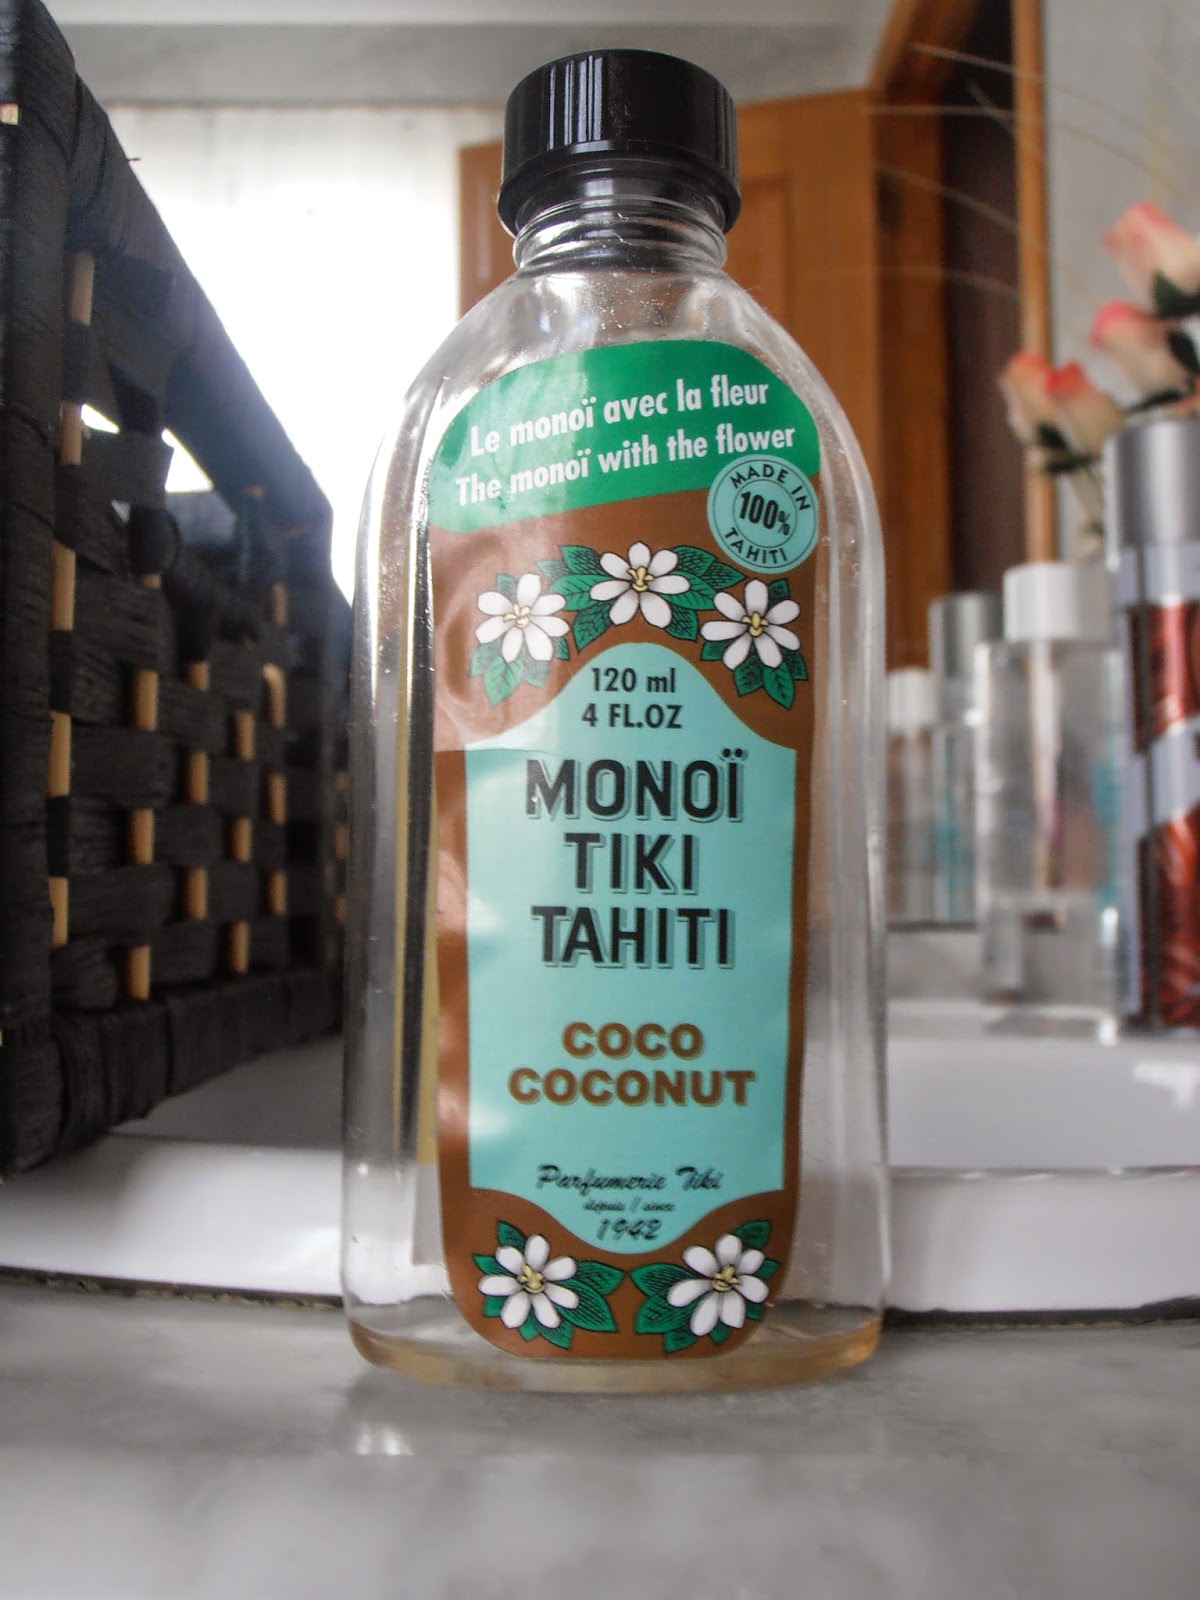 Le monoï avec la fleur
The monoï with the flower
MADE IN
100%
TAHITI
120 ml
4 FL.OZ
MONOÏ
TIKI
TAHITI
COCO
COCONUT
Parfumerie Tiki
depuis / since
1942